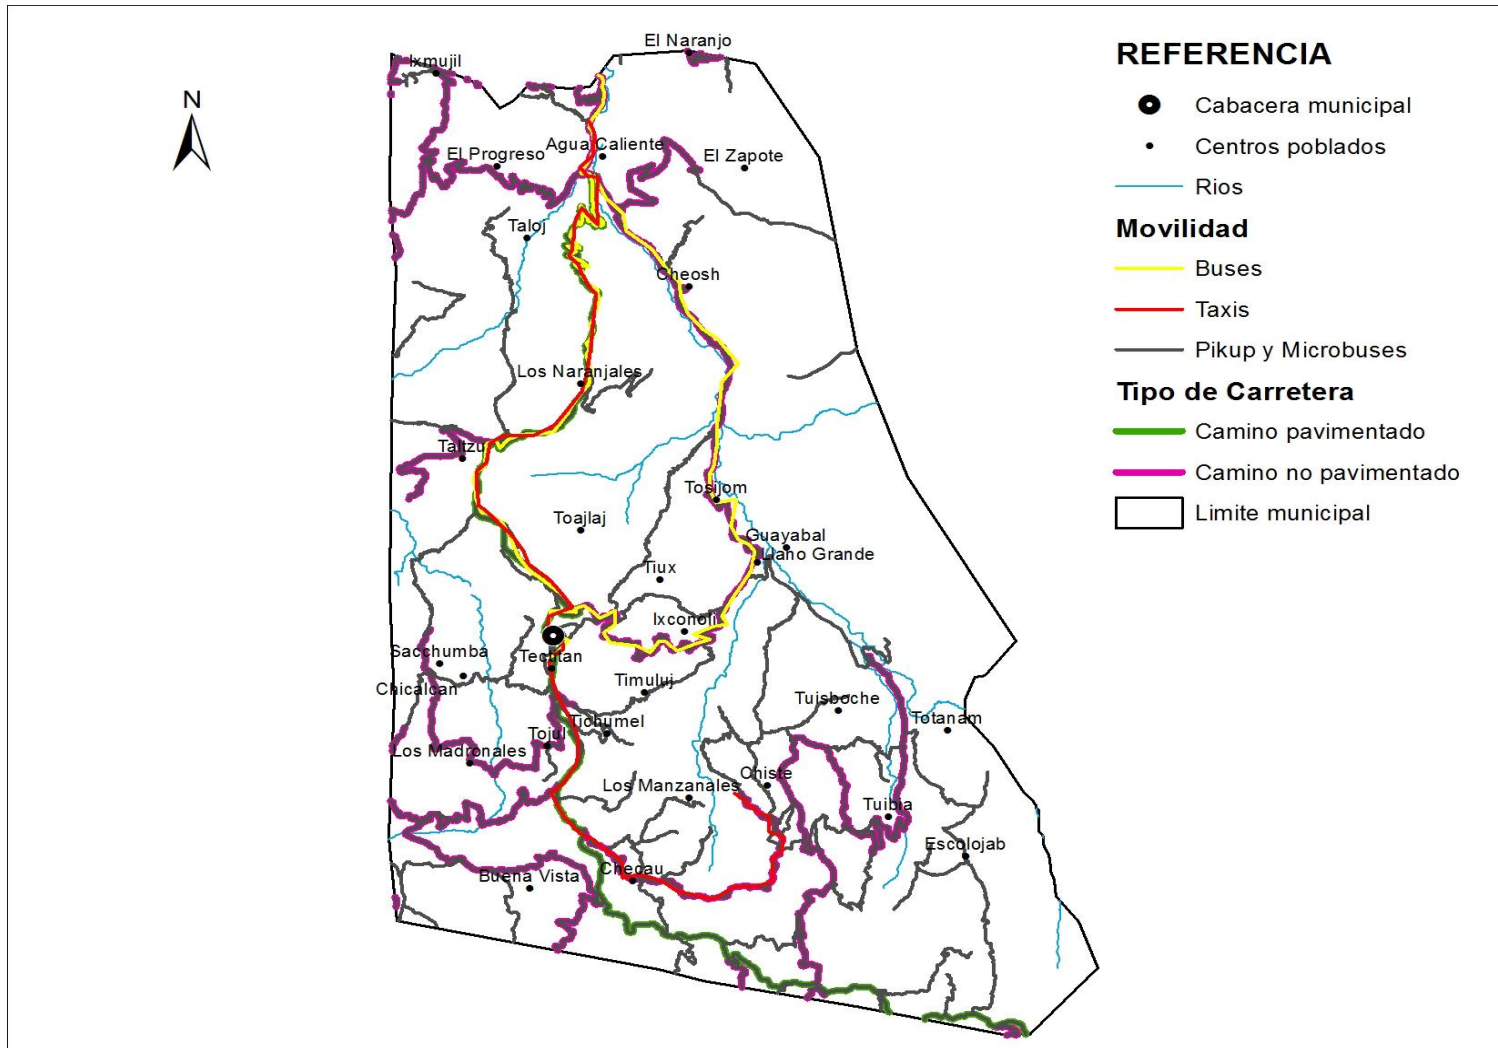 El Naranjo
Ixmujil
N
Agua Caliente
El Progreso
El Zapote
Taloj
Cheosh
Los Naranjales
Taltzu
Tosijom
Toajlaj
Guayabal
Llano Grande
Tiux
Ixconolí
Sacchumba
Tectitan
Chicalcan
Timuluj
Tuisboche
Totanam
Tichumel
Tojul
Los Madronales
Chiste
Los Manzanales
Tuibia
Escolojab
Checau
Buena Vista
REFERENCIA
Cabacera municipal
Centros poblados
Rios
Movilidad
Buses
Taxis
Pikup y Microbuses
Tipo de Carretera
Camino pavimentado
Camino no pavimentado
Limite municipal